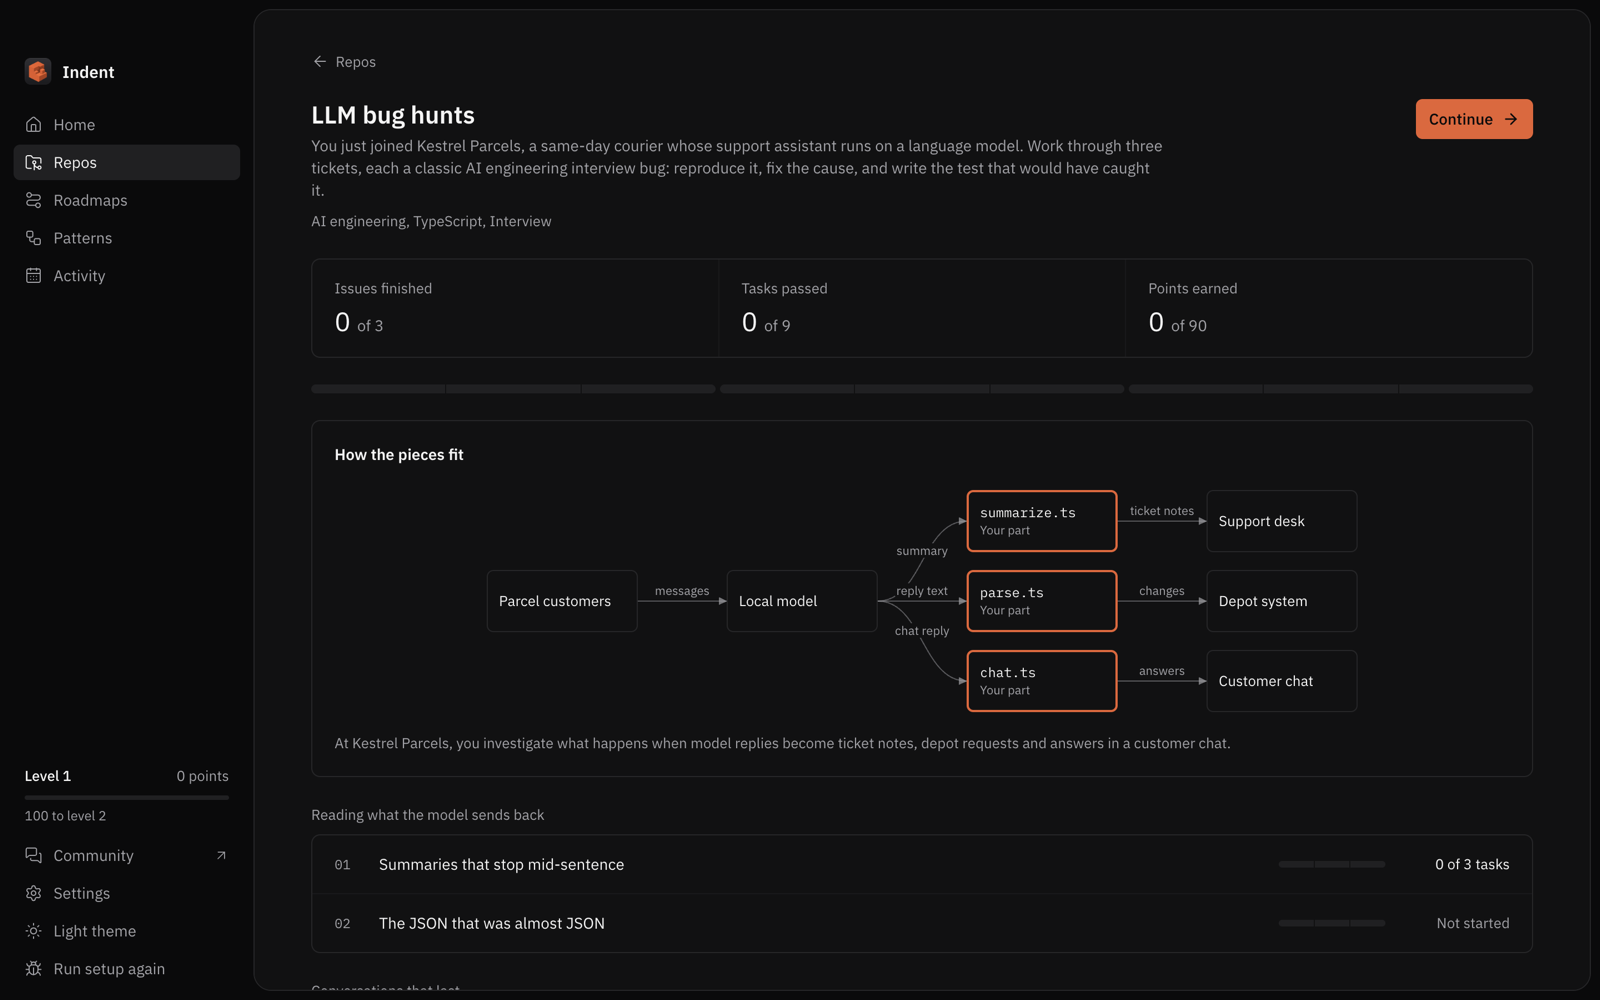 Indent
Home
Repos
Roadmaps
Patterns
Activity
Level 1
0 points
100 to level 2
Community
Settings
Light theme
Run setup again
Repos
LLM bug hunts
Continue
You just joined Kestrel Parcels, a same-day courier whose support assistant runs on a language model. Work through three
tickets, each a classic AI engineering interview bug: reproduce it, fix the cause, and write the test that would have caught
it.
AI engineering, TypeScript, Interview
Issues finished
0 of 3
Tasks passed
0 of 9
Points earned
0 of 90
How the pieces fit
Parcel customers
messages
Local model
summary
reply text
chat reply
summarize.ts
Your part
ticket notes
Support desk
parse.ts
Your part
changes
Depot system
chat.ts
Your part
answers
Customer chat
At Kestrel Parcels, you investigate what happens when model replies become ticket notes, depot requests and answers in a customer chat.
Reading what the model sends back
01 Summaries that stop mid-sentence 0 of 3 tasks
02 The JSON that was almost JSON Not started
Conversations that last